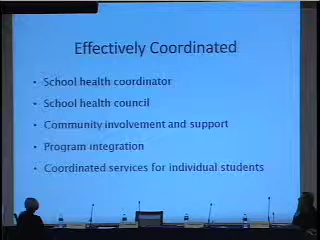 Effectively Coordinated
• School health coordinator
• School health council
• Community involvement and support
• Program integration
• Coordinated services for individual students